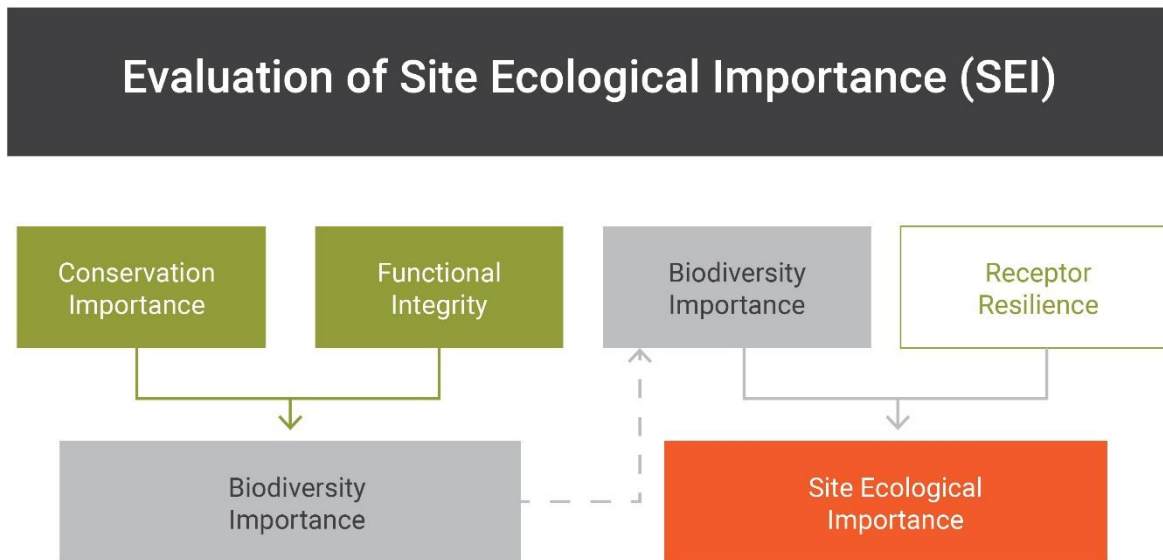 Evaluation of Site Ecological Importance (SEI)
Conservation
Importance
Functional
Integrity
Biodiversity
Importance
Receptor
Resilience
Biodiversity
Importance
Site Ecological
Importance